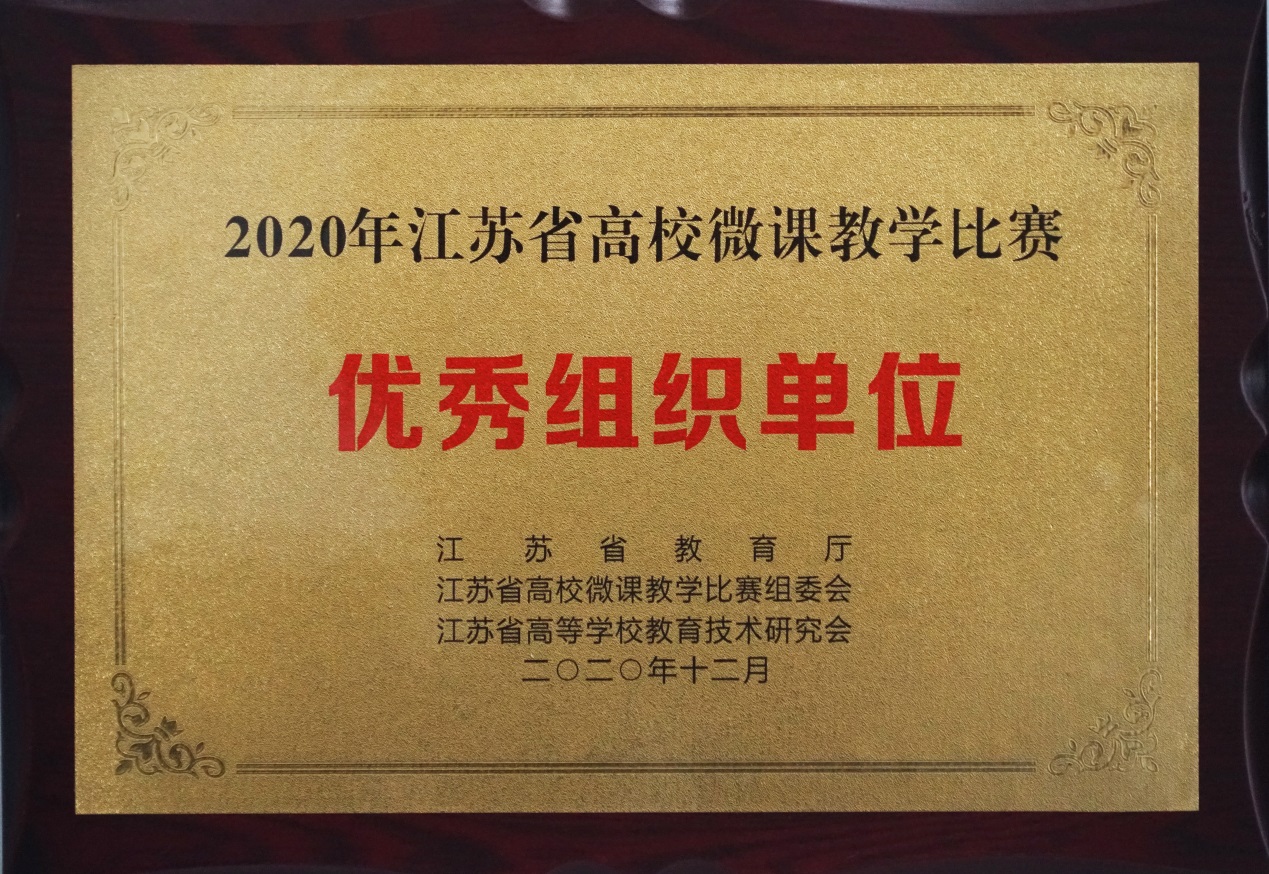 2020年江苏省高校微课教学比赛
优秀组织单位
江苏省教育厅
江苏省高校微课教学比赛组委会
江苏省高等学校教育技术研究会
二〇二〇年十二月